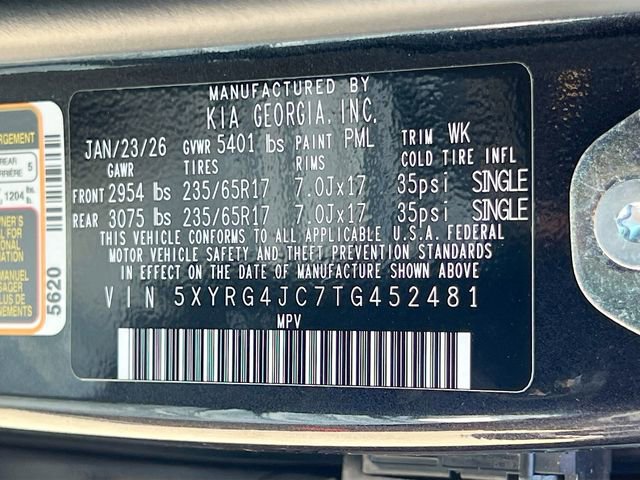 MANUFACTURED BY
KIA GEORGIA, INC.
JAN/23/26 GVWR 5401 lbs PAINT PML TRIM WK
GAWR TIRES RIMS COLD TIRE INFL
FRONT 2954 lbs 235/65R17 7.0Jx17 35psi SINGLE
REAR 3075 lbs 235/65R17 7.0Jx17 35psi SINGLE
THIS VEHICLE CONFORMS TO ALL APPLICABLE U.S.A. FEDERAL
MOTOR VEHICLE SAFETY AND THEFT PREVENTION STANDARDS
IN EFFECT ON THE DATE OF MANUFACTURE SHOWN ABOVE.
VIN 5XYRG4JC7TG452481
MPV
REAR 5
1204
5620